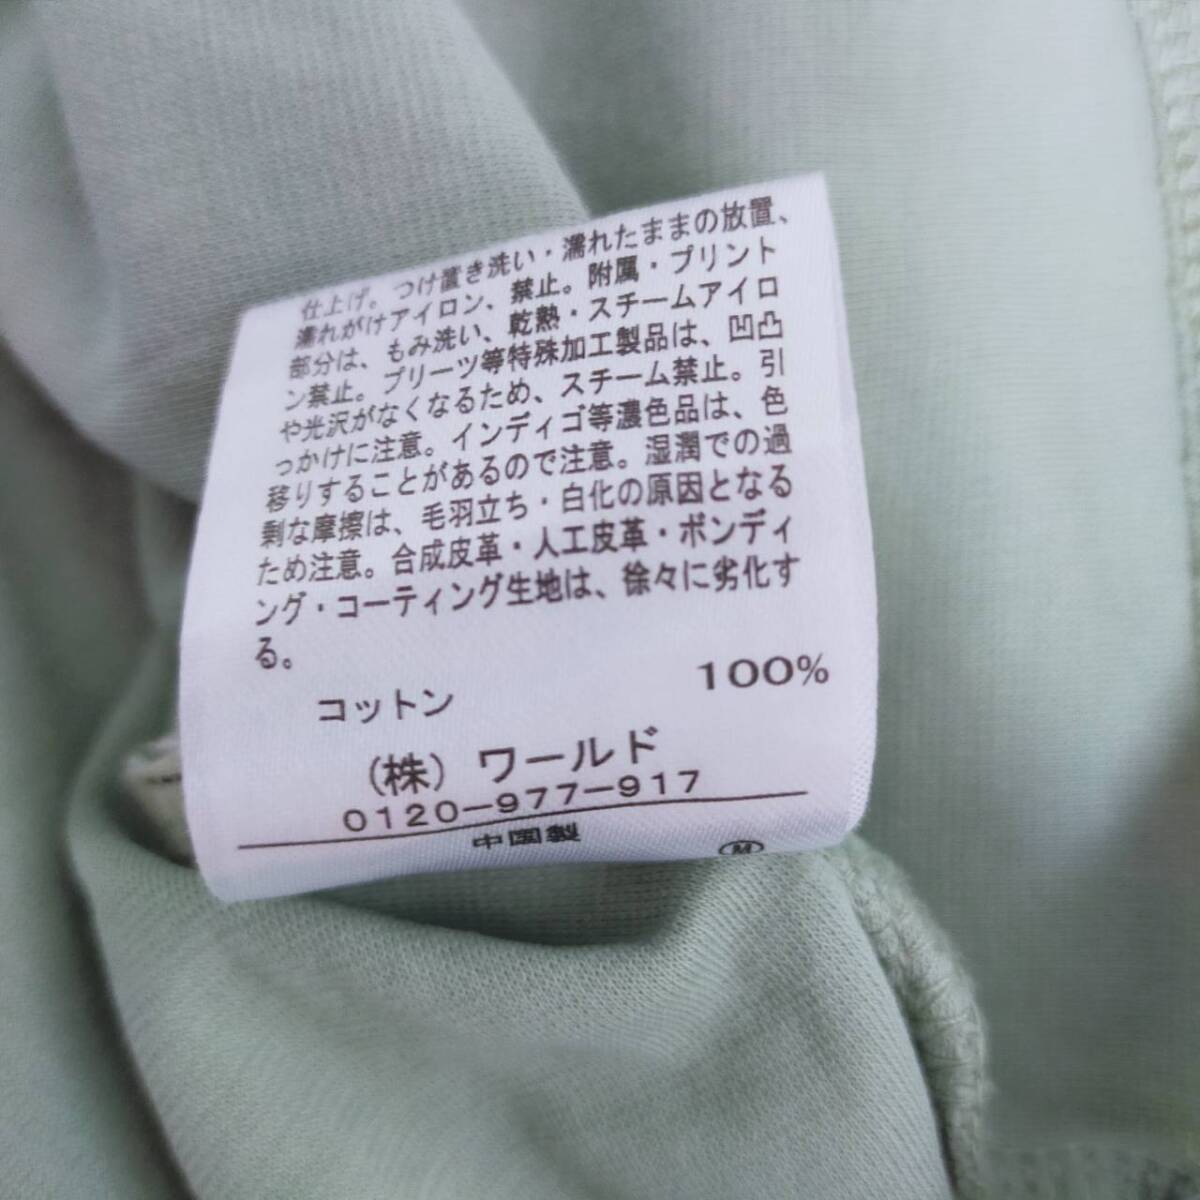 仕上げ。つけ置き洗い・濡れたままの放置、
濡れがけアイロン、禁止。附属・プリント
部分は、もみ洗い、乾熱・スチームアイロ
ン禁止。プリーツ等特殊加工製品は、凹凸
や光沢がなくなるため、スチーム禁止。引
っかけに注意。インディゴ等濃色品は、色
移りすることがあるので注意。湿潤での過
剰な摩擦は、毛羽立ち・白化の原因となる
ため注意。合成皮革・人工皮革・ボンディ
ング・コーティング生地は、徐々に劣化す
る。
コットン 100%
(株) ワールド
0120-977-917
中国製 Ⓜ